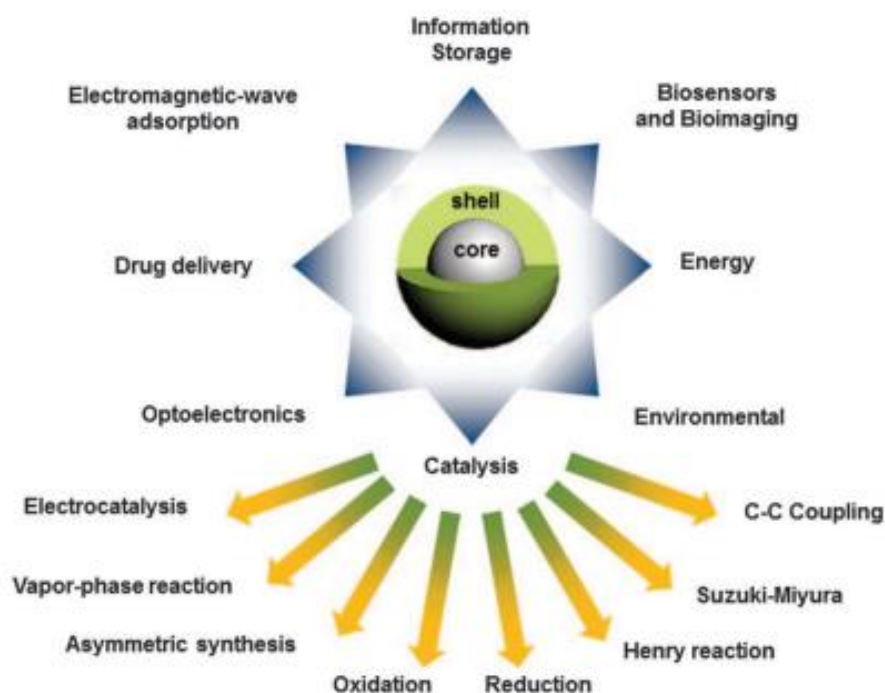 Information
Storage
Electromagnetic-wave
adsorption
Biosensors
and Bioimaging
shell
core
Drug delivery
Energy
Optoelectronics
Environmental
Catalysis
Electrocatalysis
C-C Coupling
Vapor-phase reaction
Suzuki-Miyura
Asymmetric synthesis
Henry reaction
Oxidation
Reduction